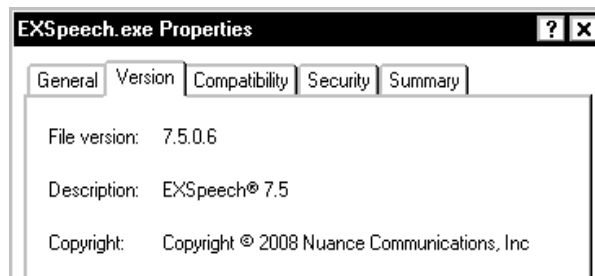 EXSpeech.exe Properties ? X
General Version Compatibility Security Summary
File version: 7.5.0.6
Description: EXSpeech® 7.5
Copyright: Copyright © 2008 Nuance Communications, Inc